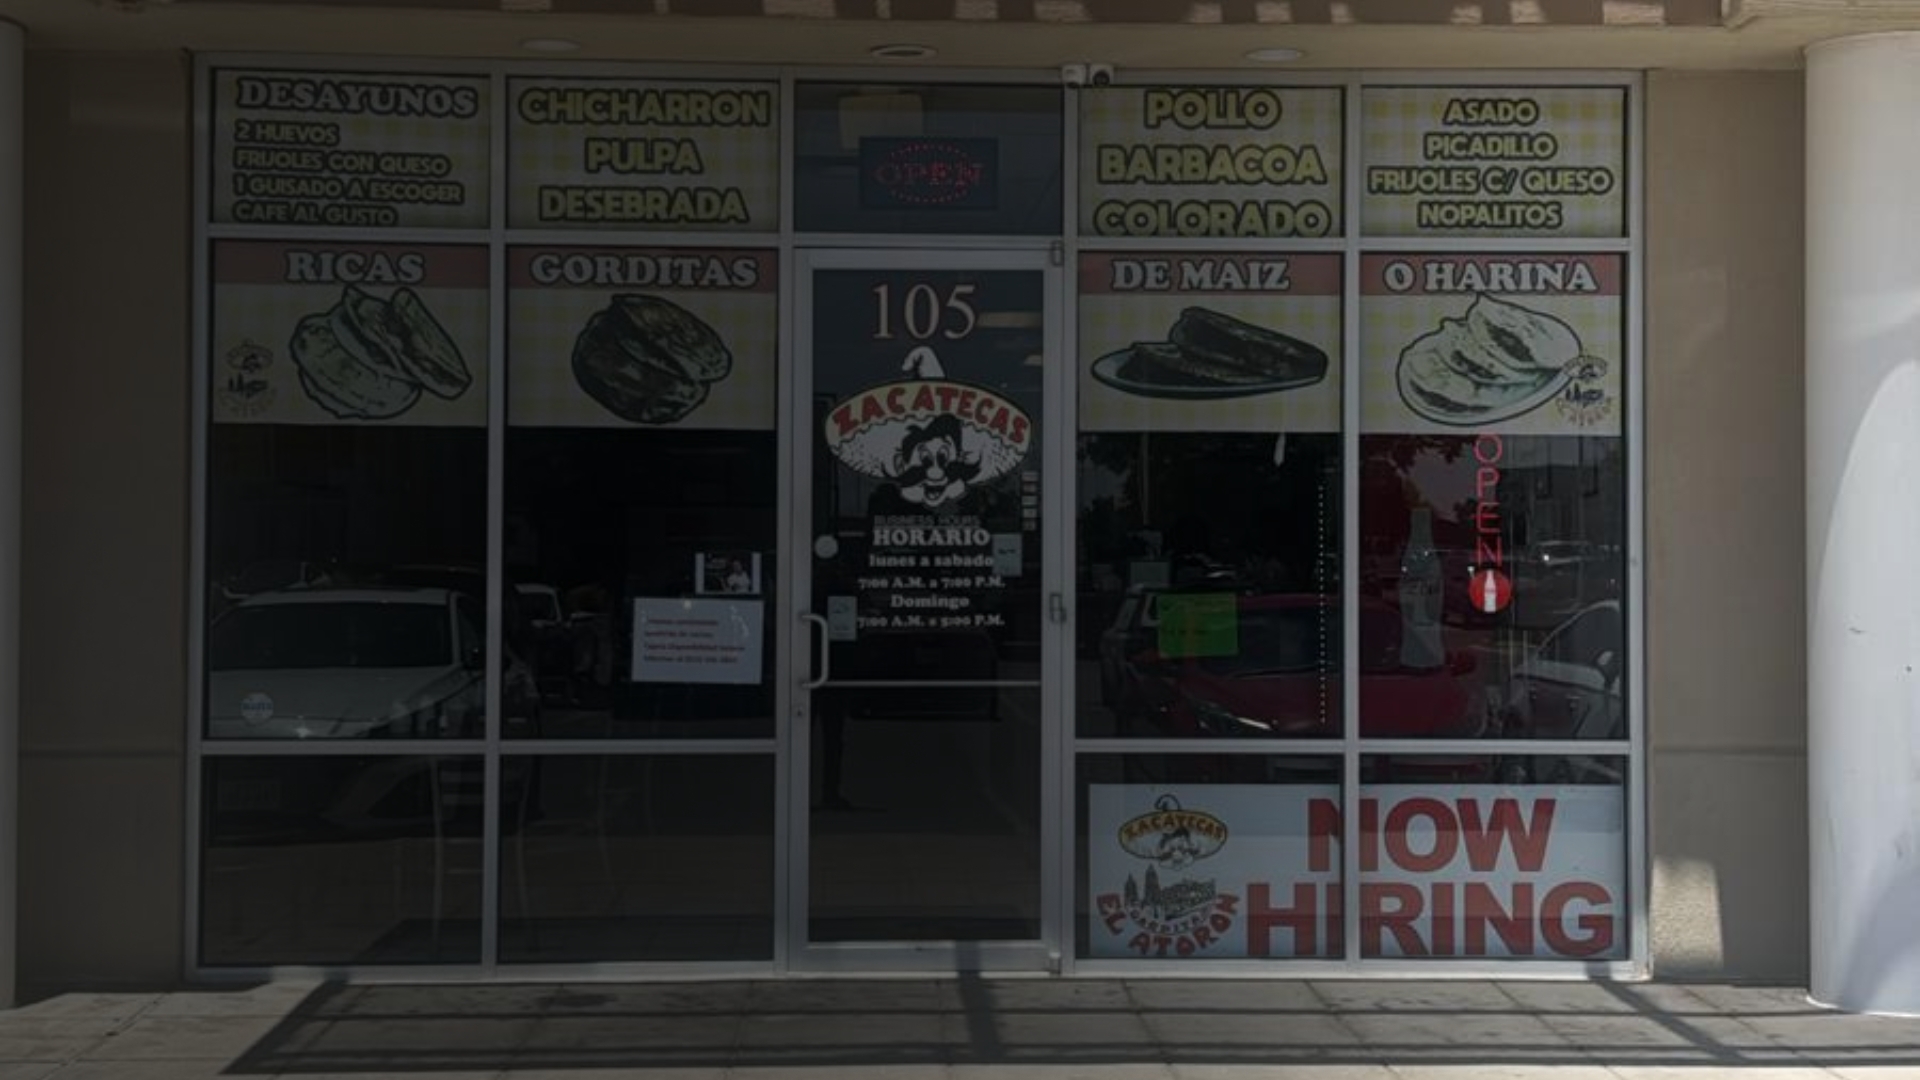 DESAYUNOS
2 HUEVOS
FRIJOLES CON QUESO
1 GUISADO A ESCOGER
CAFE AL GUSTO
CHICHARRON
PULPA
DESEBRADA
OPEN
POLLO
BARBACOA
COLORADO
ASADO
PICADILLO
FRIJOLES C/ QUESO
NOPALITOS
RICAS
GORDITAS
DE MAIZ
O HARINA
105
ZACATECAS
BUSINESS HOURS
HORARIO
lunes a sabado
7:00 A.M. a 7:00 P.M.
Domingo
7:00 A.M. a 5:00 P.M.
OPEN
ZACATECAS
GORDITAS
EL ATORON
NOW
HIRING